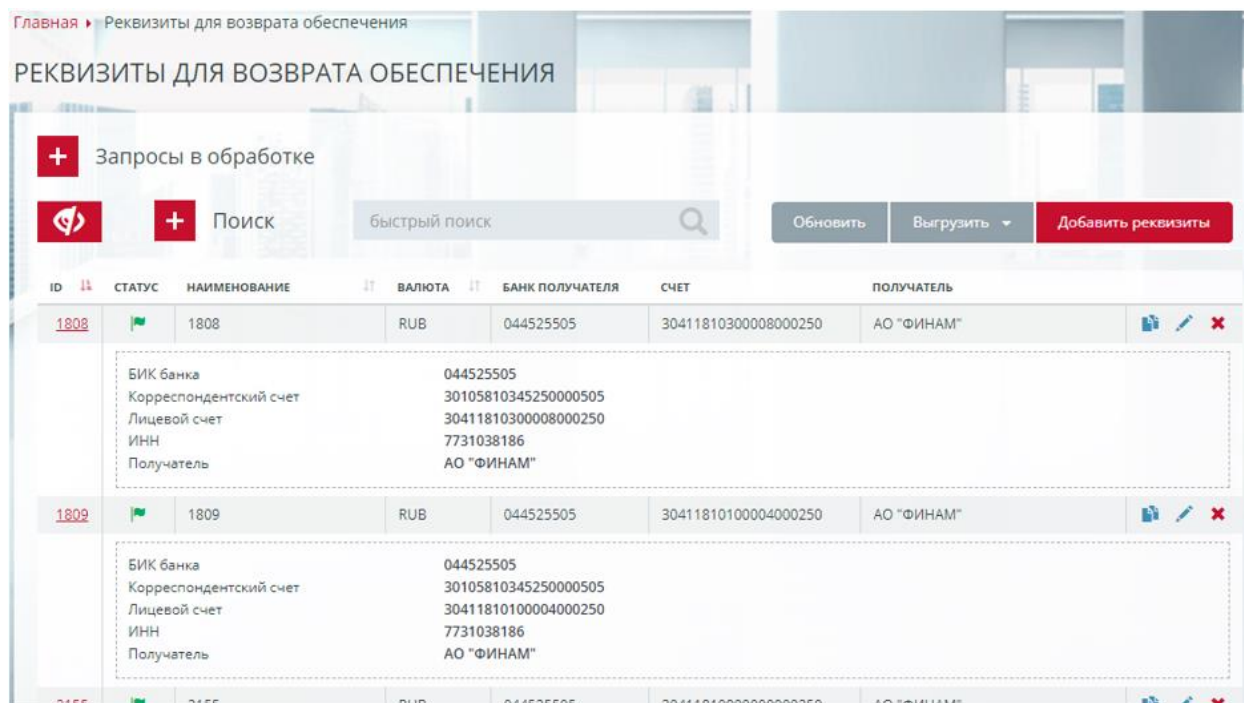 Главная Реквизиты для возврата обеспечения
РЕКВИЗИТЫ ДЛЯ ВОЗВРАТА ОБЕСПЕЧЕНИЯ
Запросы в обработке
Поиск быстрый поиск Обновить Выгрузить Добавить реквизиты
ID СТАТУС НАИМЕНОВАНИЕ ВАЛЮТА БАНК ПОЛУЧАТЕЛЯ СЧЕТ ПОЛУЧАТЕЛЬ
1808 1808 RUB 044525505 30411810300008000250 АО "ФИНАМ"
БИК банка 044525505
Корреспондентский счет 30105810345250000505
Лицевой счет 30411810300008000250
ИНН 7731038186
Получатель АО "ФИНАМ"
1809 1809 RUB 044525505 30411810100004000250 АО "ФИНАМ"
БИК банка 044525505
Корреспондентский счет 30105810345250000505
Лицевой счет 30411810100004000250
ИНН 7731038186
Получатель АО "ФИНАМ"